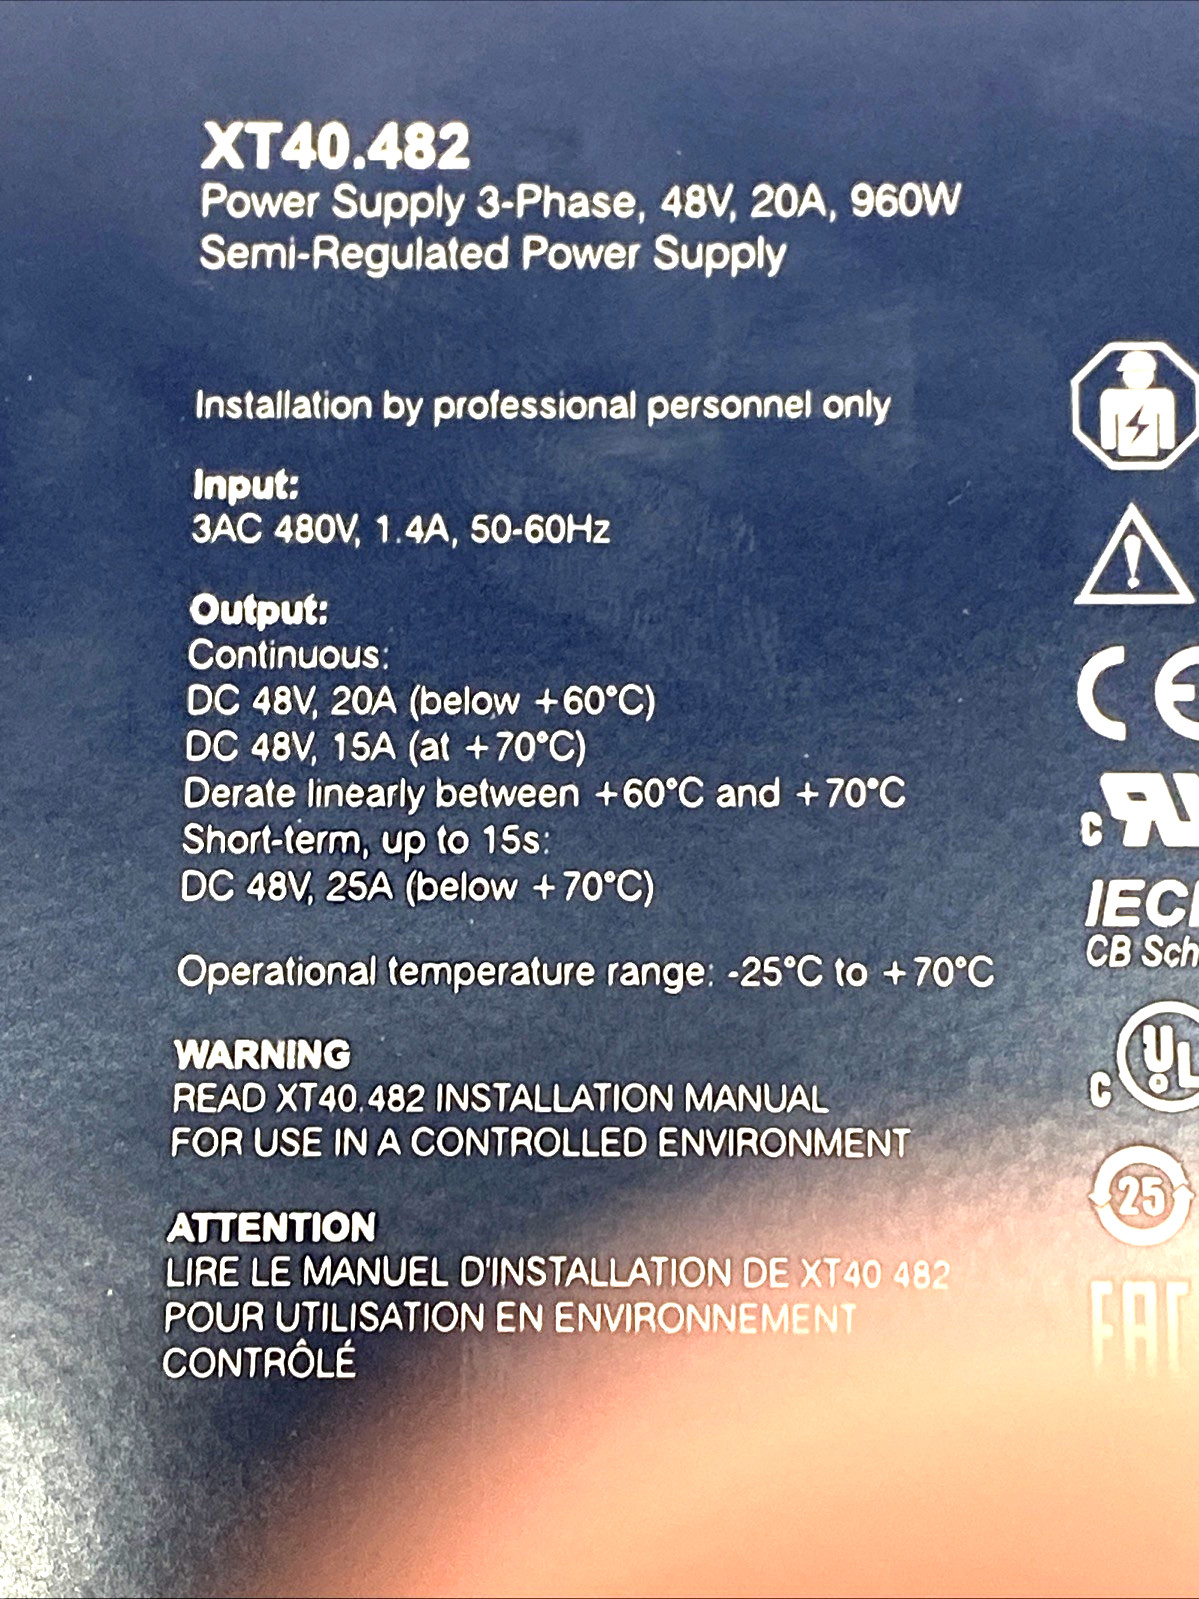 XT40.482
Power Supply 3-Phase, 48V, 20A, 960W
Semi-Regulated Power Supply
Installation by professional personnel only
Input:
3AC 480V, 1.4A, 50-60Hz
Output:
Continuous:
DC 48V, 20A (below +60°C)
DC 48V, 15A (at +70°C)
Derate linearly between +60°C and +70°C
Short-term, up to 15s:
DC 48V, 25A (below +70°C)
Operational temperature range: -25°C to +70°C
WARNING
READ XT40.482 INSTALLATION MANUAL
FOR USE IN A CONTROLLED ENVIRONMENT
ATTENTION
LIRE LE MANUEL D'INSTALLATION DE XT40 482
POUR UTILISATION EN ENVIRONNEMENT
CONTRÔLÉ
CE
IEC
CB
c UL
25
EAC